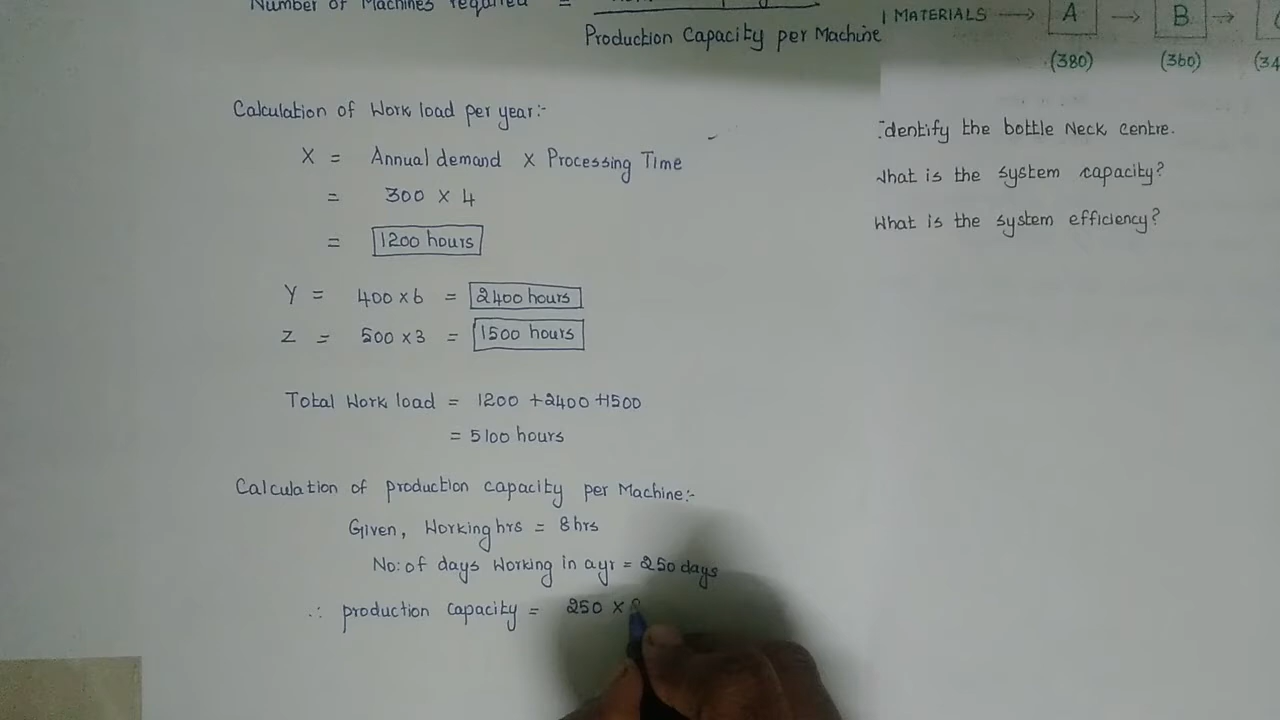 Number of Machines required =
Production Capacity per Machine
Calculation of Work load per year:-
X = Annual demand X Processing Time
= 300 X 4
= 1200 hours
Y = 400 x 6 = 2400 hours
Z = 500 x 3 = 1500 hours
Total Work load = 1200 + 2400 + 1500
= 5100 hours
Calculation of production capacity per Machine:-
Given, Working hrs = 8 hrs
No: of days Working in a yr = 250 days
∴ production capacity = 250 X
MATERIALS → A → B →
(380) (360) (34
dentify the bottle Neck centre.
What is the system capacity?
What is the system efficiency?